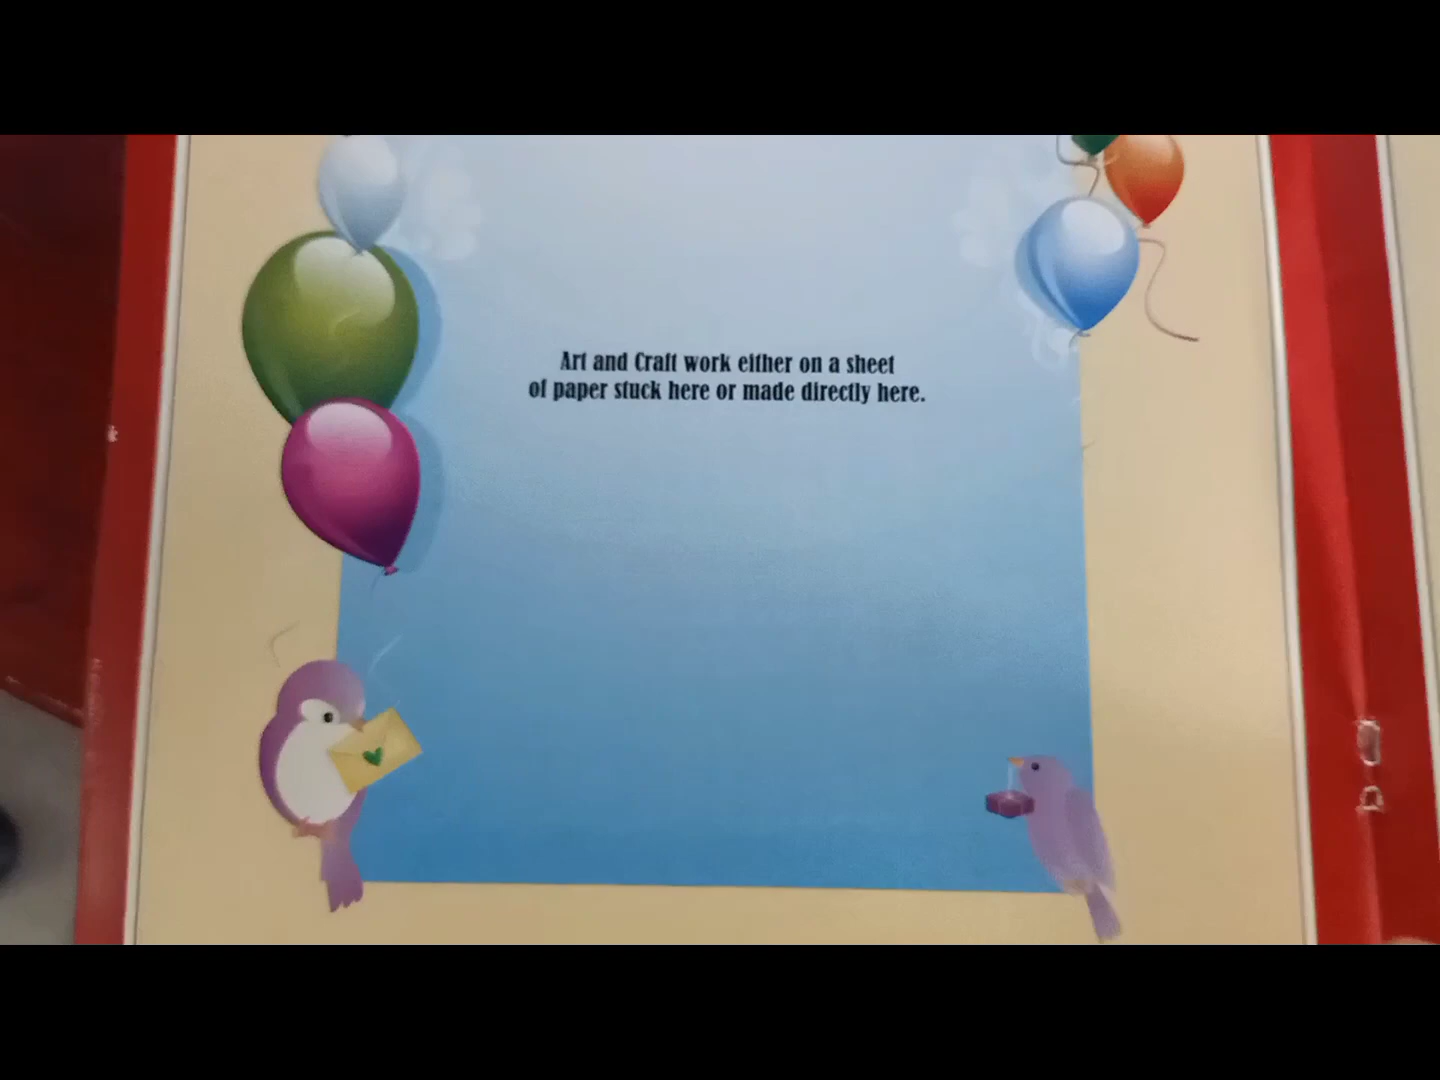 Art and Craft work either on a sheet
of paper stuck here or made directly here.